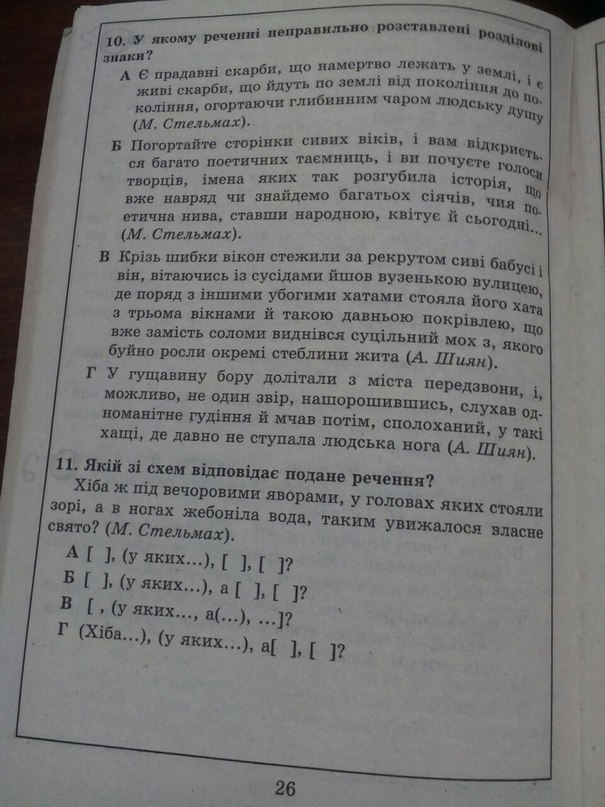 10. У якому реченні неправильно розставлені розділові
знаки?
А Є прадавні скарби, що намертво лежать у землі, і є
живі скарби, що йдуть по землі від покоління до по-
коління, огортаючи глибинним чаром людську душу
(М. Стельмах).
Б Погортайте сторінки сивих віків, і вам відкриєть-
ся багато поетичних таємниць, і ви почуєте голоси
творців, імена яких так розгубила історія, що
вже навряд чи знайдемо багатьох сіячів, чия по-
етична нива, ставши народною, квітує й сьогодні...
(М. Стельмах).
В Крізь шибки вікон стежили за рекрутом сиві бабусі і
він, вітаючись із сусідами йшов вузенькою вулицею,
де поряд з іншими убогими хатами стояла його хата
з трьома вікнами й такою давньою покрівлею, що
вже замість соломи виднівся суцільний мох з, якого
буйно росли окремі стеблини жита (А. Шиян).
Г У гущавину бору долітали з міста передзвони, і,
можливо, не один звір, нашорошившись, слухав од-
номанітне гудіння й мчав потім, сполоханий, у такі
хащі, де давно не ступала людська нога (А. Шиян).
11. Якій зі схем відповідає подане речення?
Хіба ж під вечоровими яворами, у головах яких стояли
зорі, а в ногах жебоніла вода, таким увижалося власне
свято? (М. Стельмах).
А [ ], (у яких...), [ ], [ ]?
Б [ ], (у яких...), а [ ], [ ]?
В [ , (у яких..., а(...), ...]?
Г (Хіба...), (у яких...), а[ ], [ ]?
26